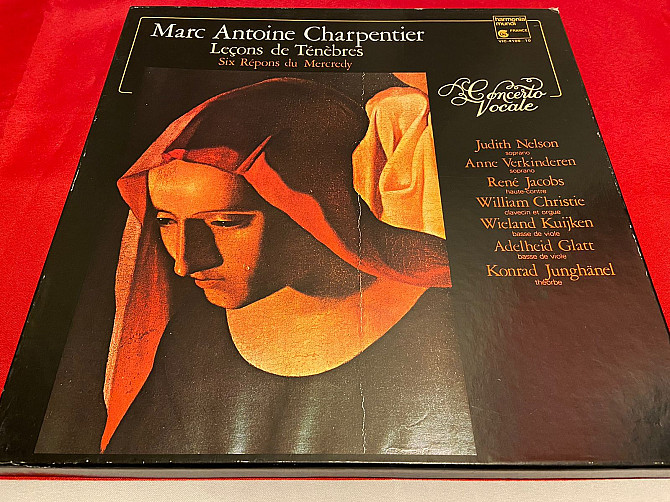 Marc Antoine Charpentier
Leçons de Ténèbres
Six Répons du Mercredy
harmonia
mundi
FRANCE
Concerto
Vocale
Judith Nelson
soprano
Anne Verkinderen
soprano
René Jacobs
haute-contre
William Christie
clavecin et orgue
Wieland Kuijken
basse de viole
Adelheid Glatt
basse de viole
Konrad Junghänel
théorbe